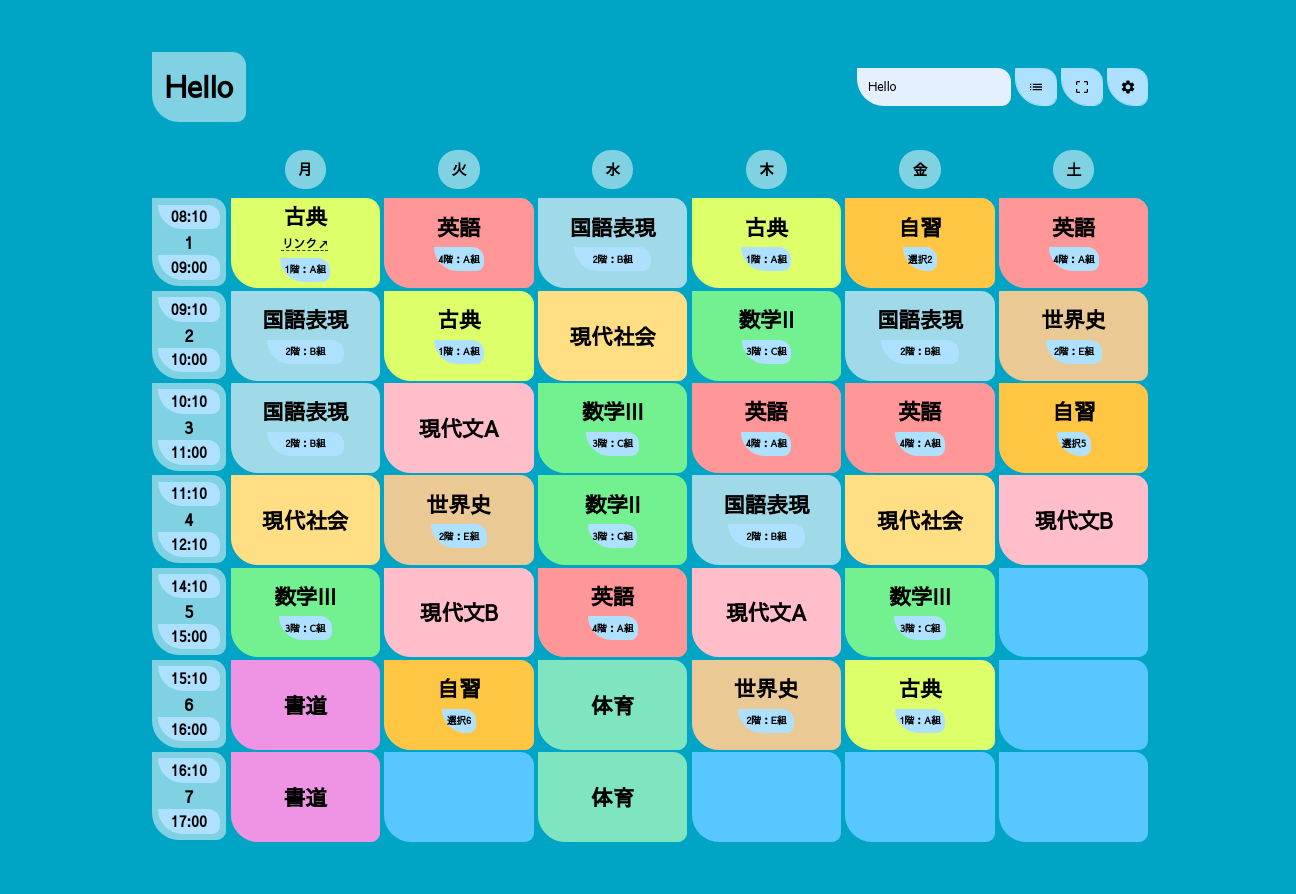 Hello
Hello
月 火 水 木 金 土
08:10
1
09:00
古典
リンク↗
1階：A組
英語
4階：A組
国語表現
2階：B組
古典
1階：A組
自習
選択2
英語
4階：A組
09:10
2
10:00
国語表現
2階：B組
古典
1階：A組
現代社会
数学II
3階：C組
国語表現
2階：B組
世界史
2階：E組
10:10
3
11:00
国語表現
2階：B組
現代文A
数学III
3階：C組
英語
4階：A組
英語
4階：A組
自習
選択5
11:10
4
12:10
現代社会
世界史
2階：E組
数学II
3階：C組
国語表現
2階：B組
現代社会
現代文B
14:10
5
15:00
数学III
3階：C組
現代文B
英語
4階：A組
現代文A
数学III
3階：C組
15:10
6
16:00
書道
自習
選択6
体育
世界史
2階：E組
古典
1階：A組
16:10
7
17:00
書道
体育